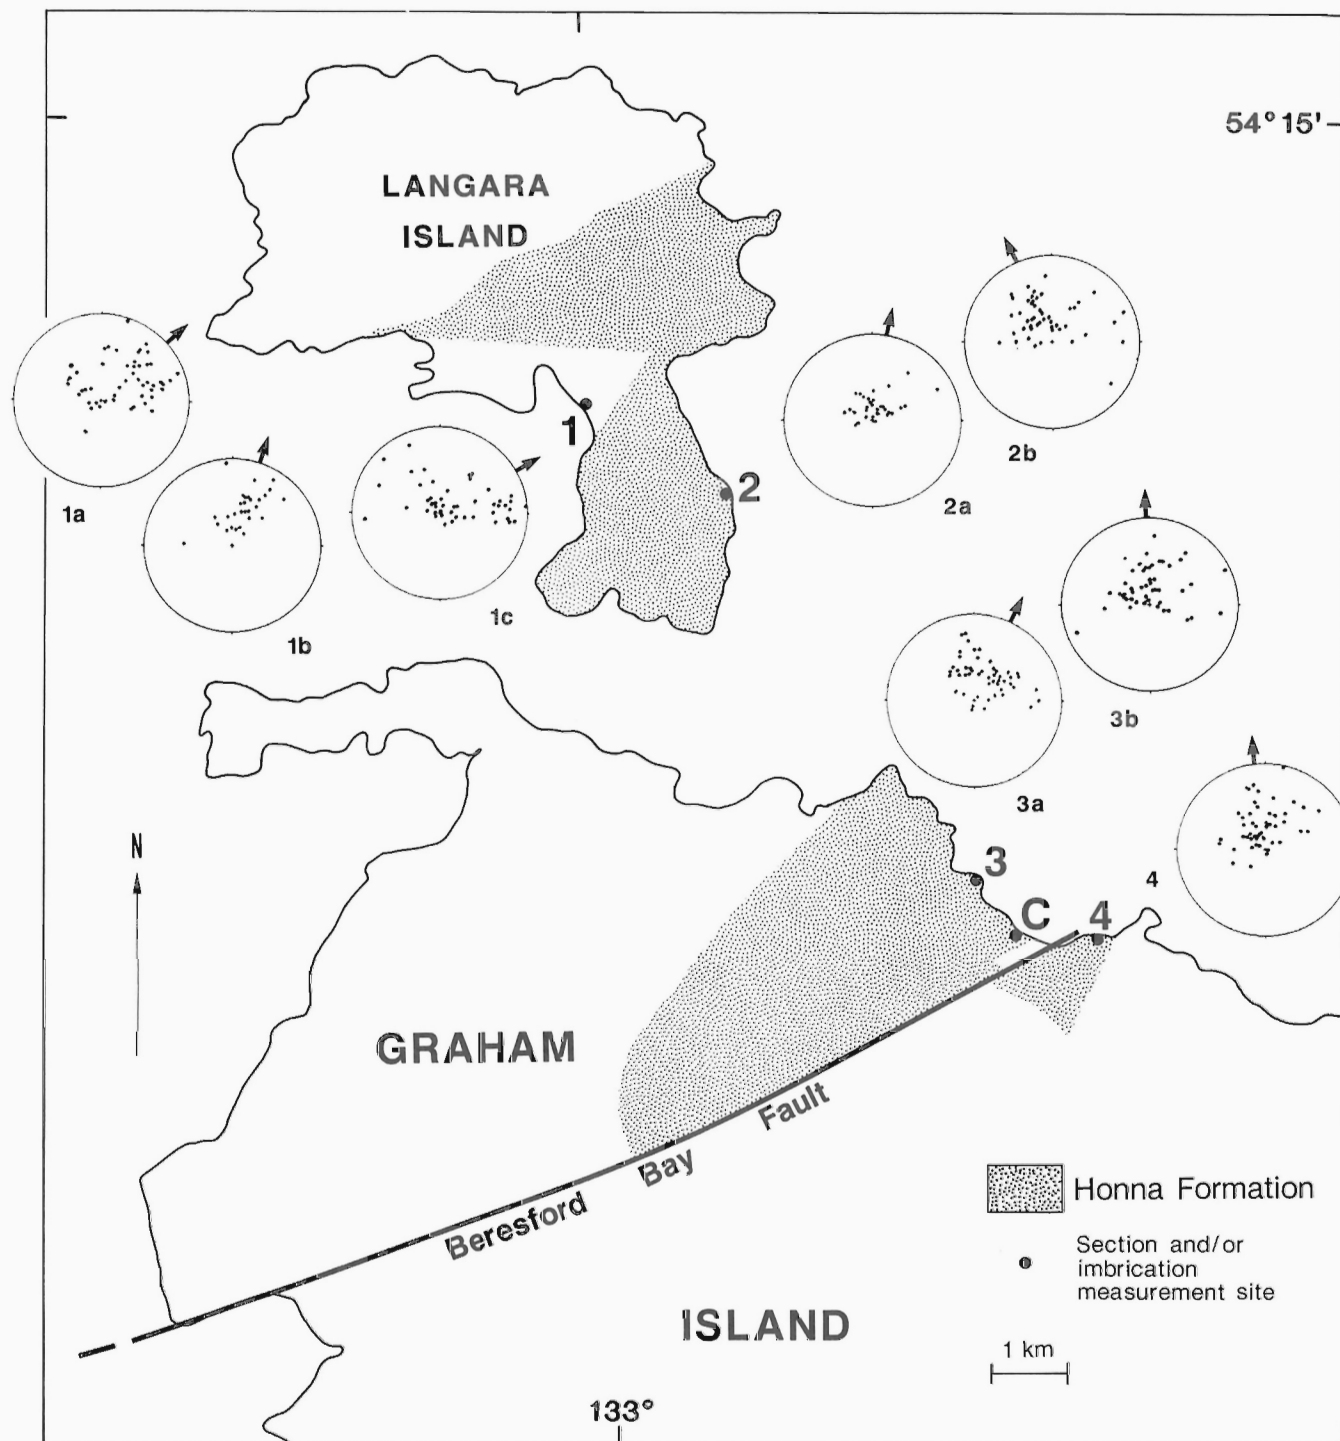 54°15'
LANGARA
ISLAND
1a
1b
1c
1
2
2a
2b
3a
3b
N
3
C
4
4
GRAHAM
Beresford Bay Fault
ISLAND
Honna Formation
Section and/or
imbrication
measurement site
1 km
133°